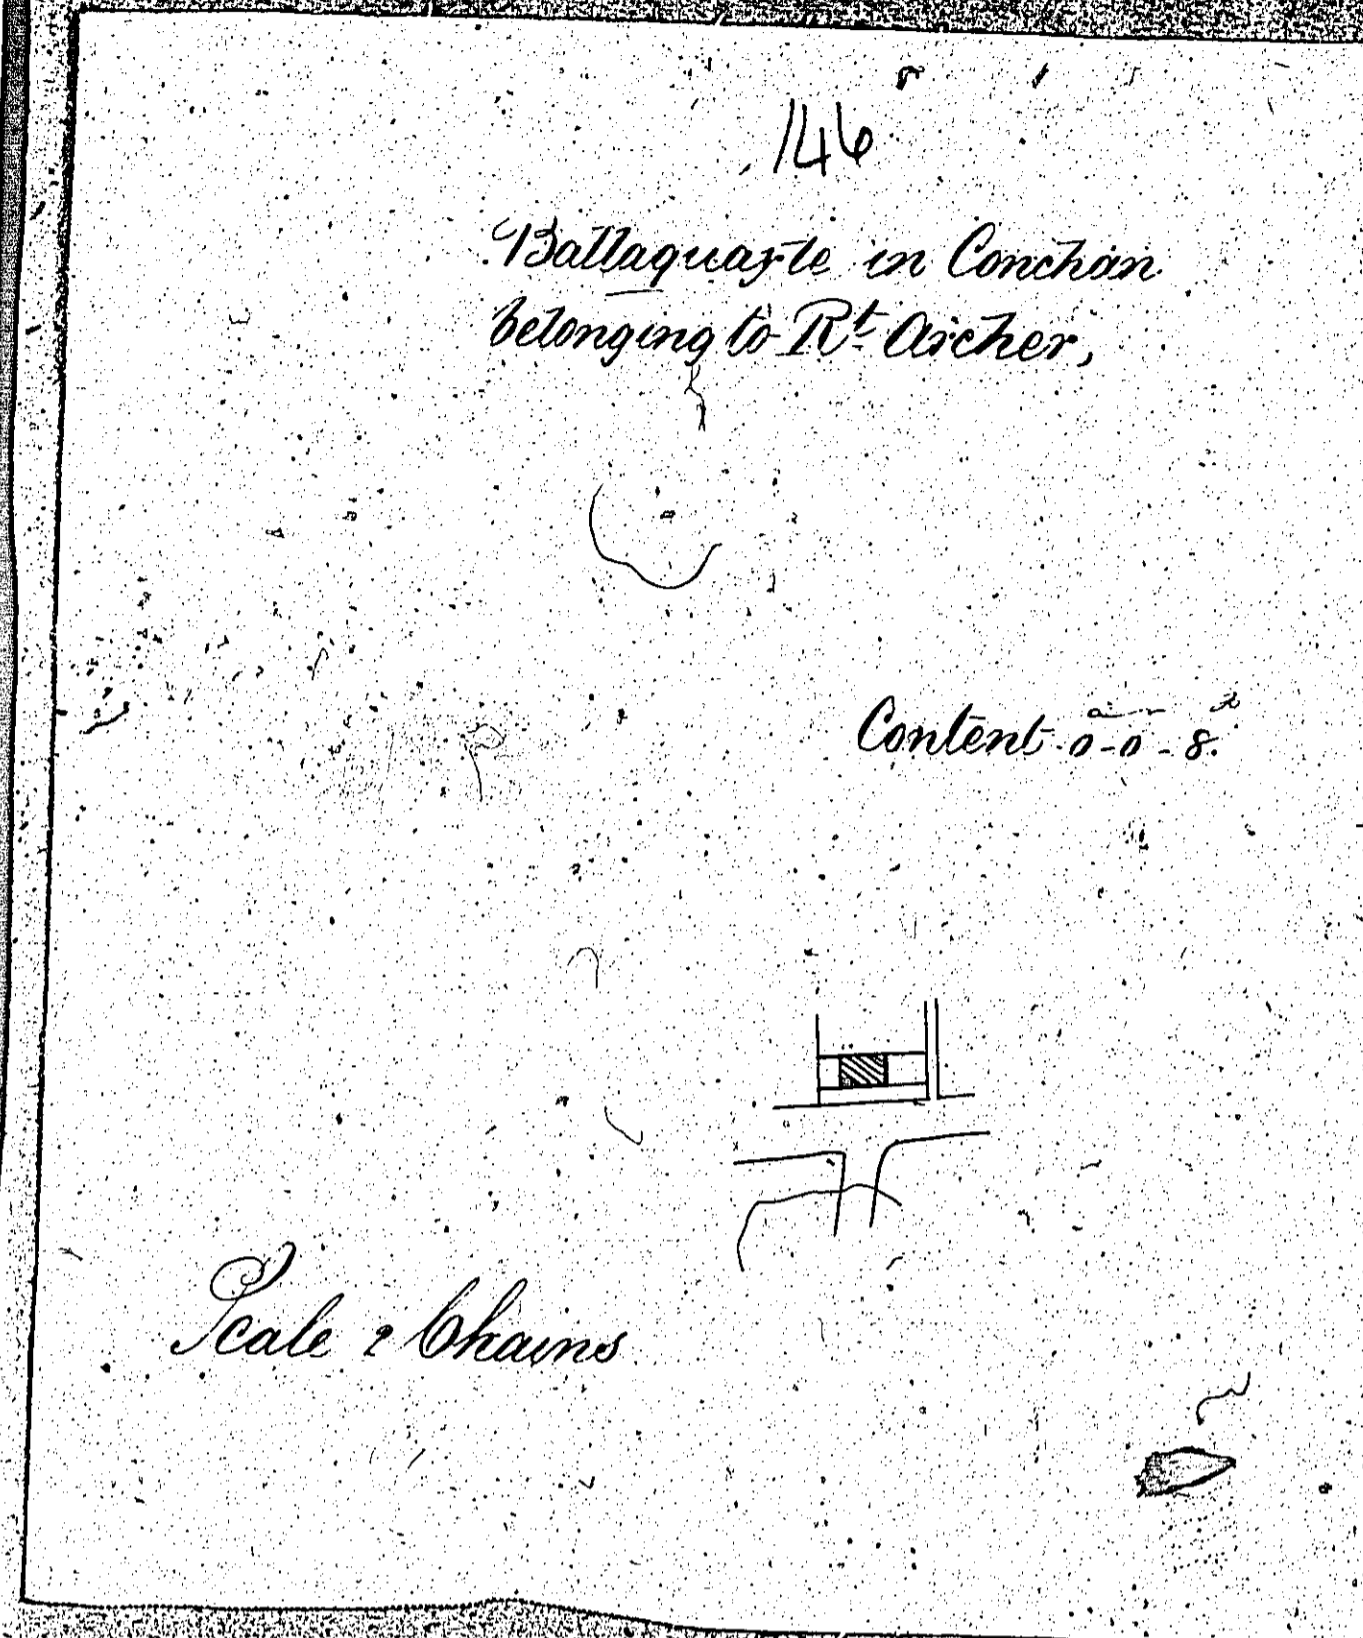 146
Ballaquayle in Conchan
belonging to Rt. Archer,
a r p
Content 0-0-8.
Scale 2 Chains